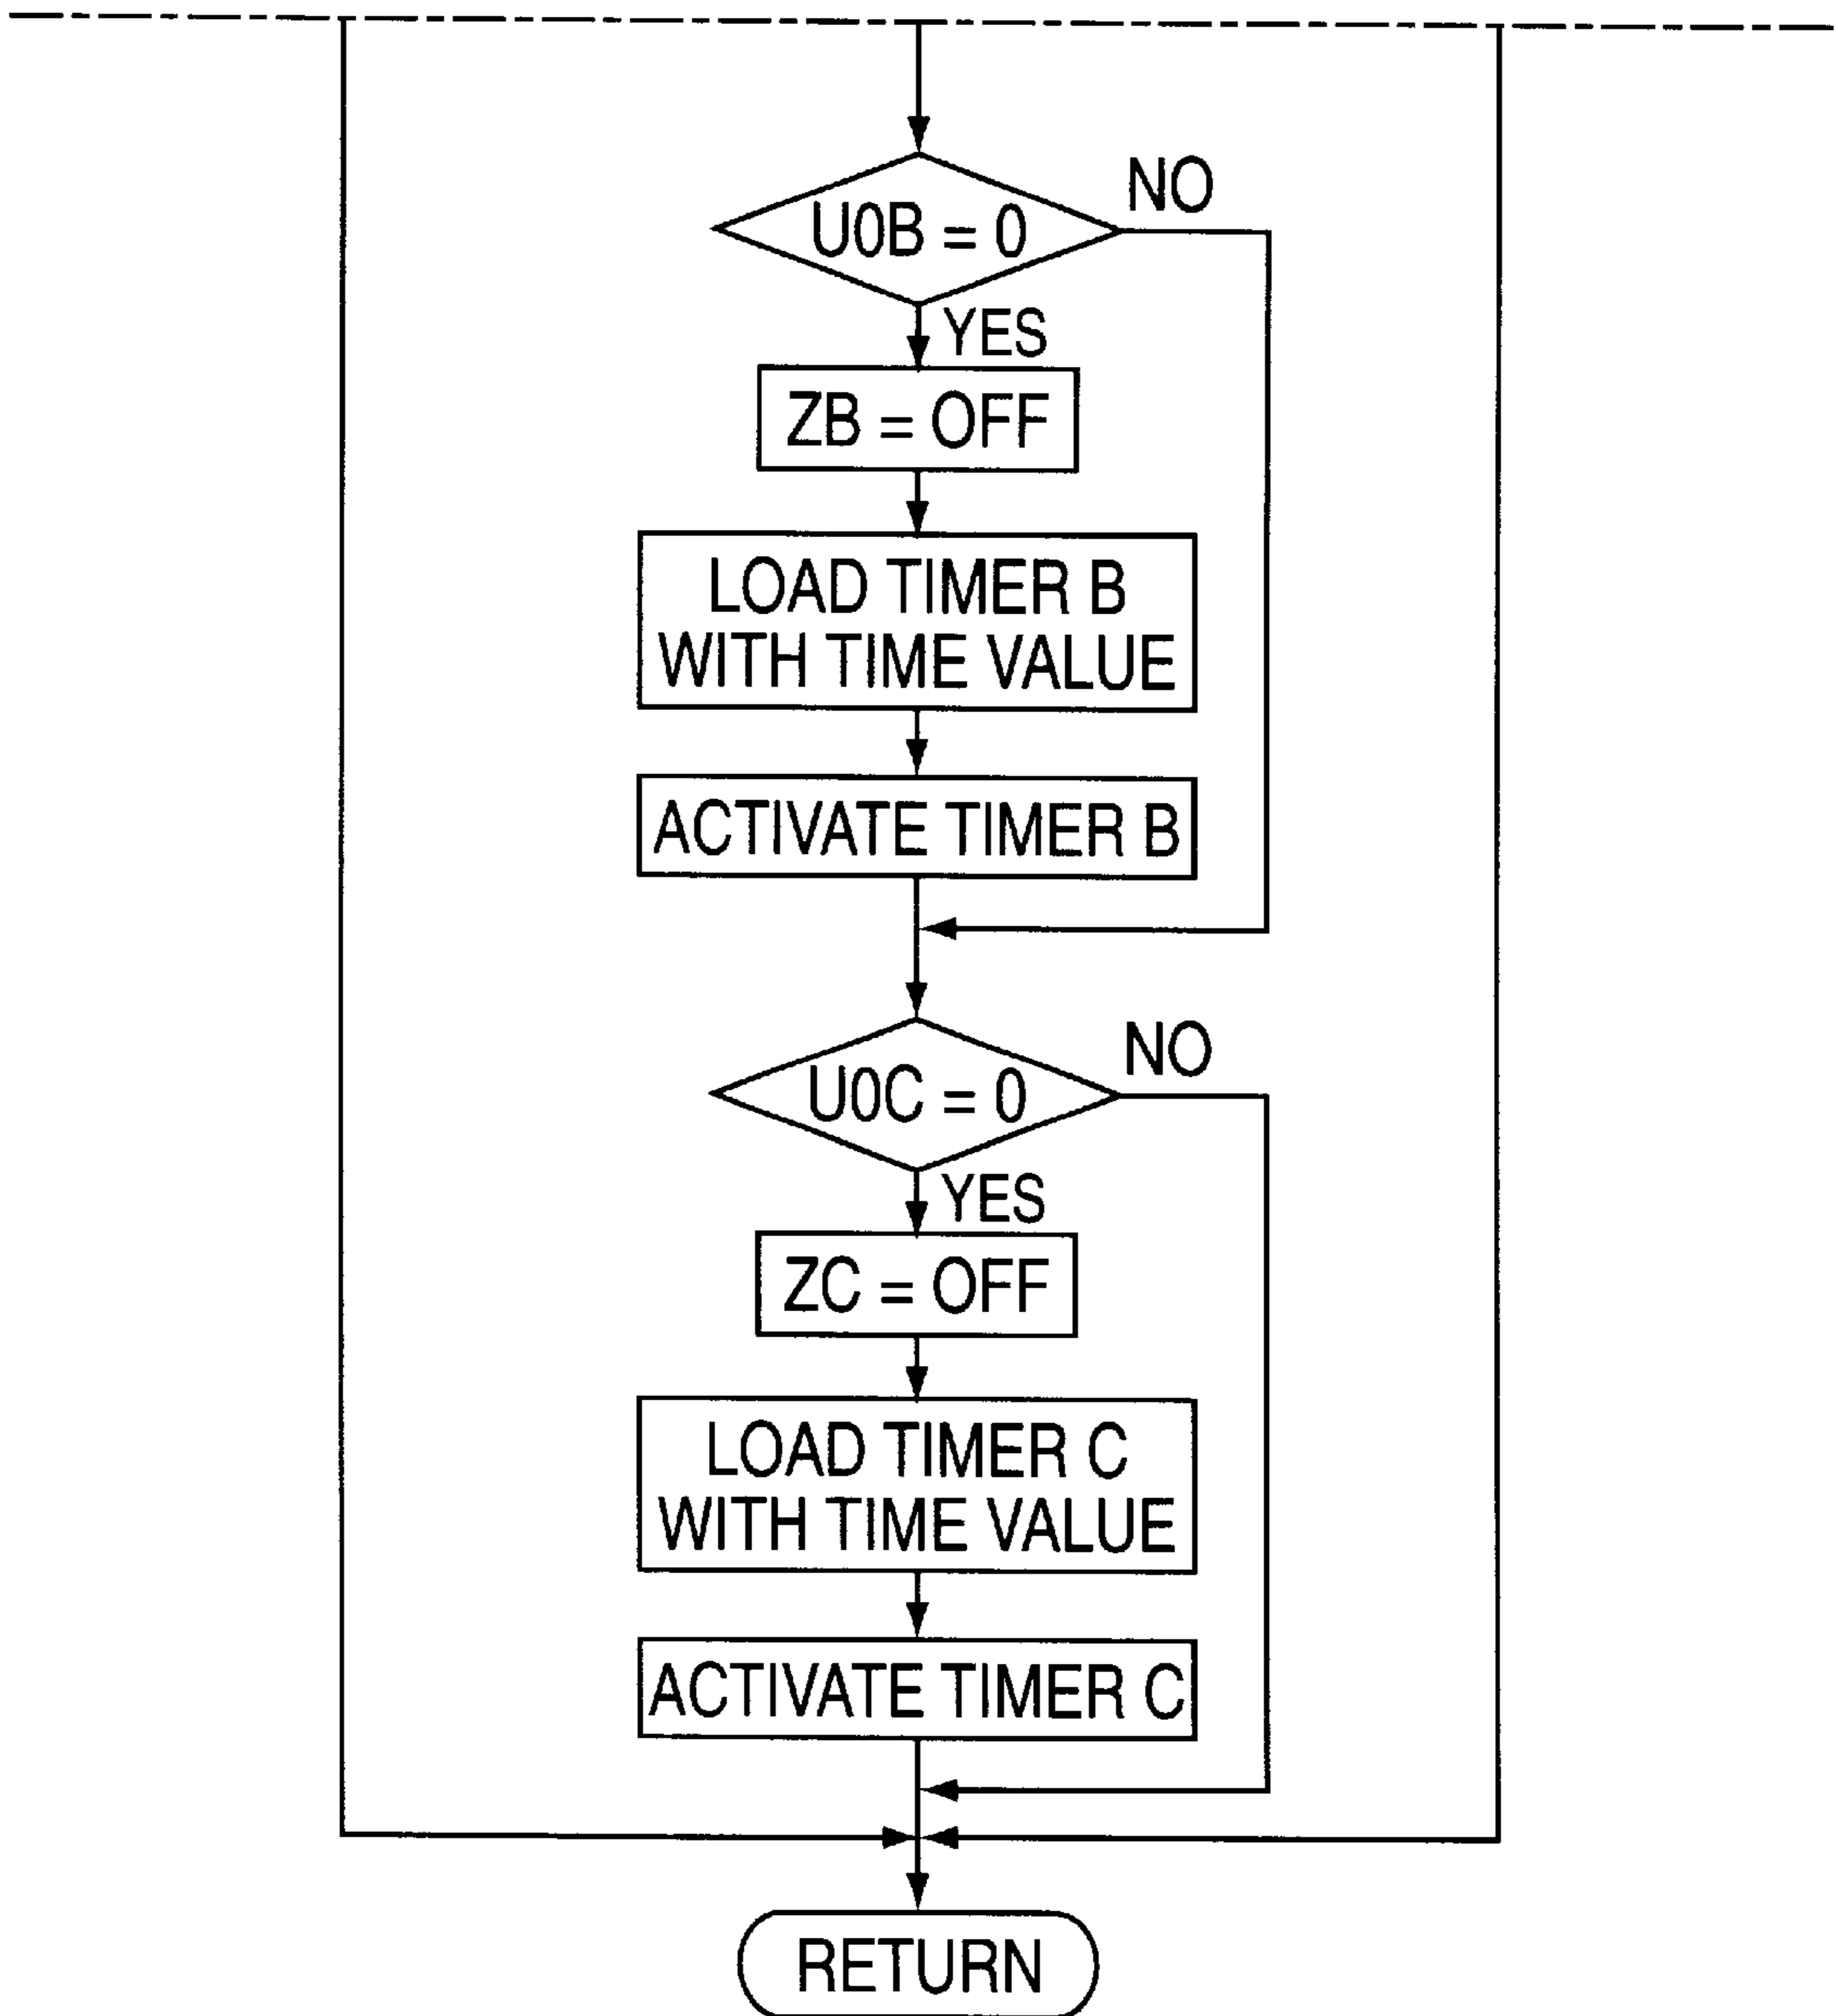 NO
U0B = 0
YES
ZB = OFF
LOAD TIMER B
WITH TIME VALUE
ACTIVATE TIMER B
NO
U0C = 0
YES
ZC = OFF
LOAD TIMER C
WITH TIME VALUE
ACTIVATE TIMER C
RETURN